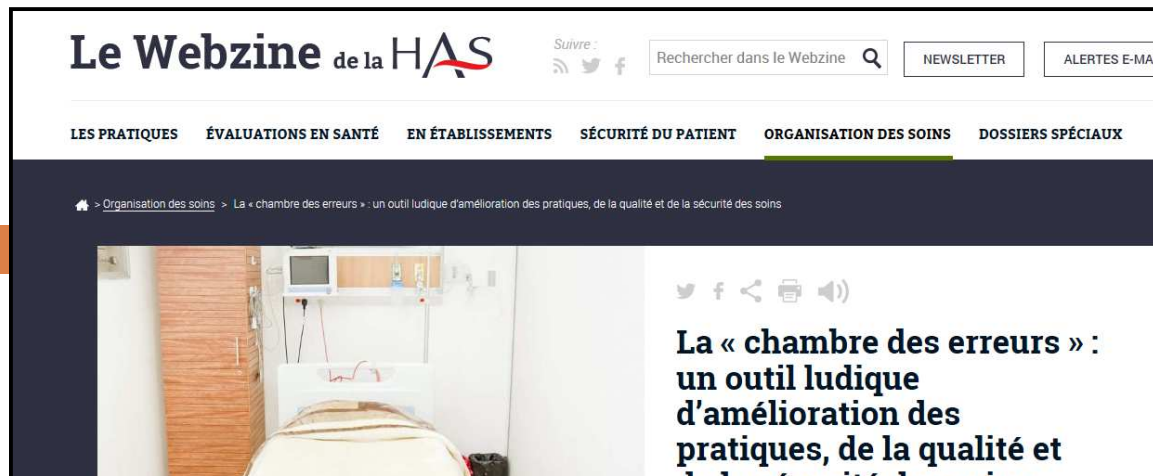 Le Webzine de la HAS
Suivre :
Rechercher dans le Webzine
NEWSLETTER
ALERTES E-MA
LES PRATIQUES ÉVALUATIONS EN SANTÉ EN ÉTABLISSEMENTS SÉCURITÉ DU PATIENT ORGANISATION DES SOINS DOSSIERS SPÉCIAUX
> Organisation des soins > La « chambre des erreurs » : un outil ludique d'amélioration des pratiques, de la qualité et de la sécurité des soins
La « chambre des erreurs » :
un outil ludique
d’amélioration des
pratiques, de la qualité et